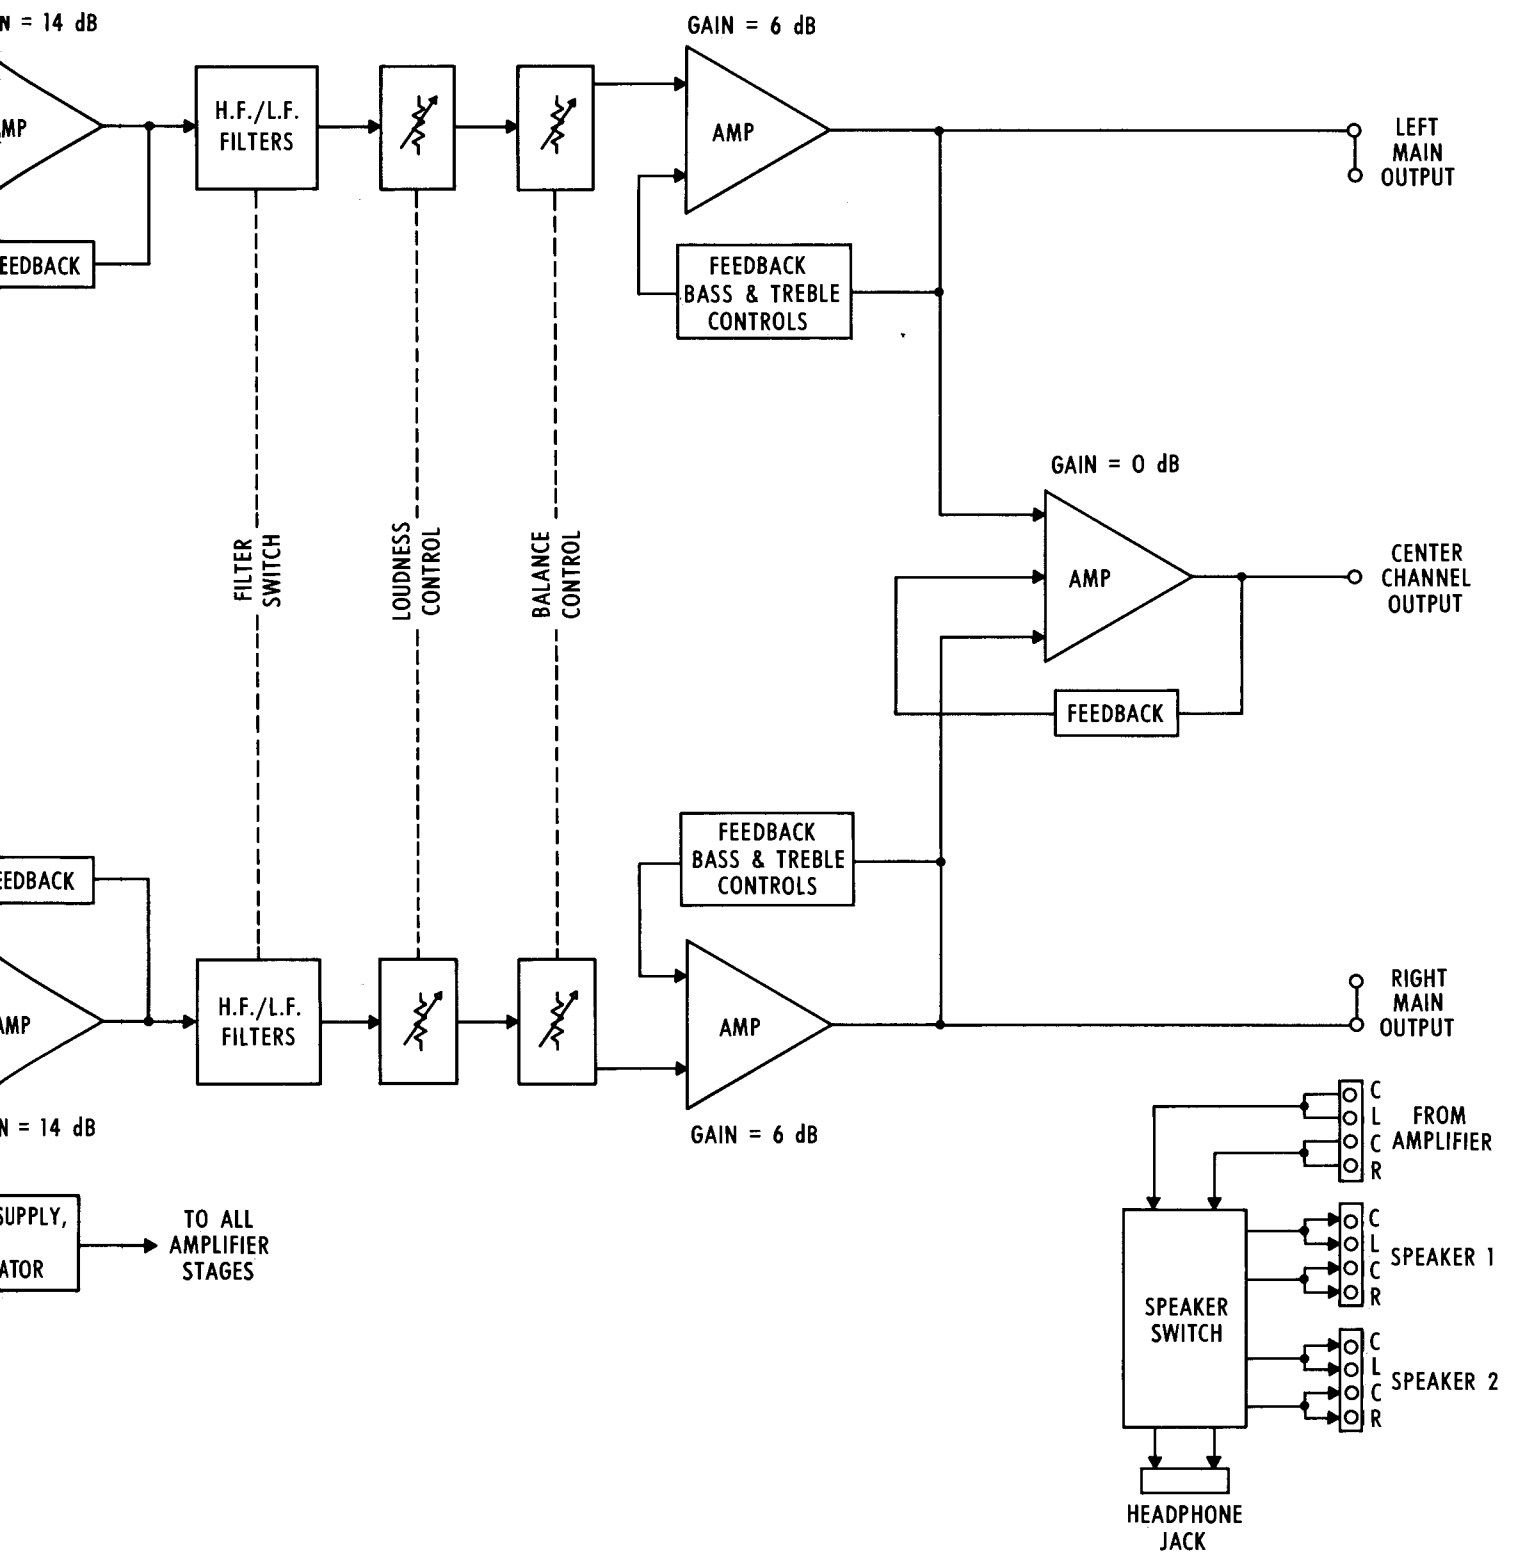 N = 14 dB
GAIN = 6 dB
MP
H.F./L.F.
FILTERS
AMP
LEFT
MAIN
OUTPUT
EEDBACK
FEEDBACK
BASS & TREBLE
CONTROLS
GAIN = 0 dB
FILTER
SWITCH
LOUDNESS
CONTROL
BALANCE
CONTROL
AMP
CENTER
CHANNEL
OUTPUT
FEEDBACK
FEEDBACK
BASS & TREBLE
CONTROLS
EEDBACK
AMP
H.F./L.F.
FILTERS
AMP
RIGHT
MAIN
OUTPUT
N = 14 dB
GAIN = 6 dB
C
L
C
R
FROM
AMPLIFIER
SUPPLY,
ATOR
TO ALL
AMPLIFIER
STAGES
SPEAKER
SWITCH
C
L
C
R
SPEAKER 1
C
L
C
R
SPEAKER 2
HEADPHONE
JACK